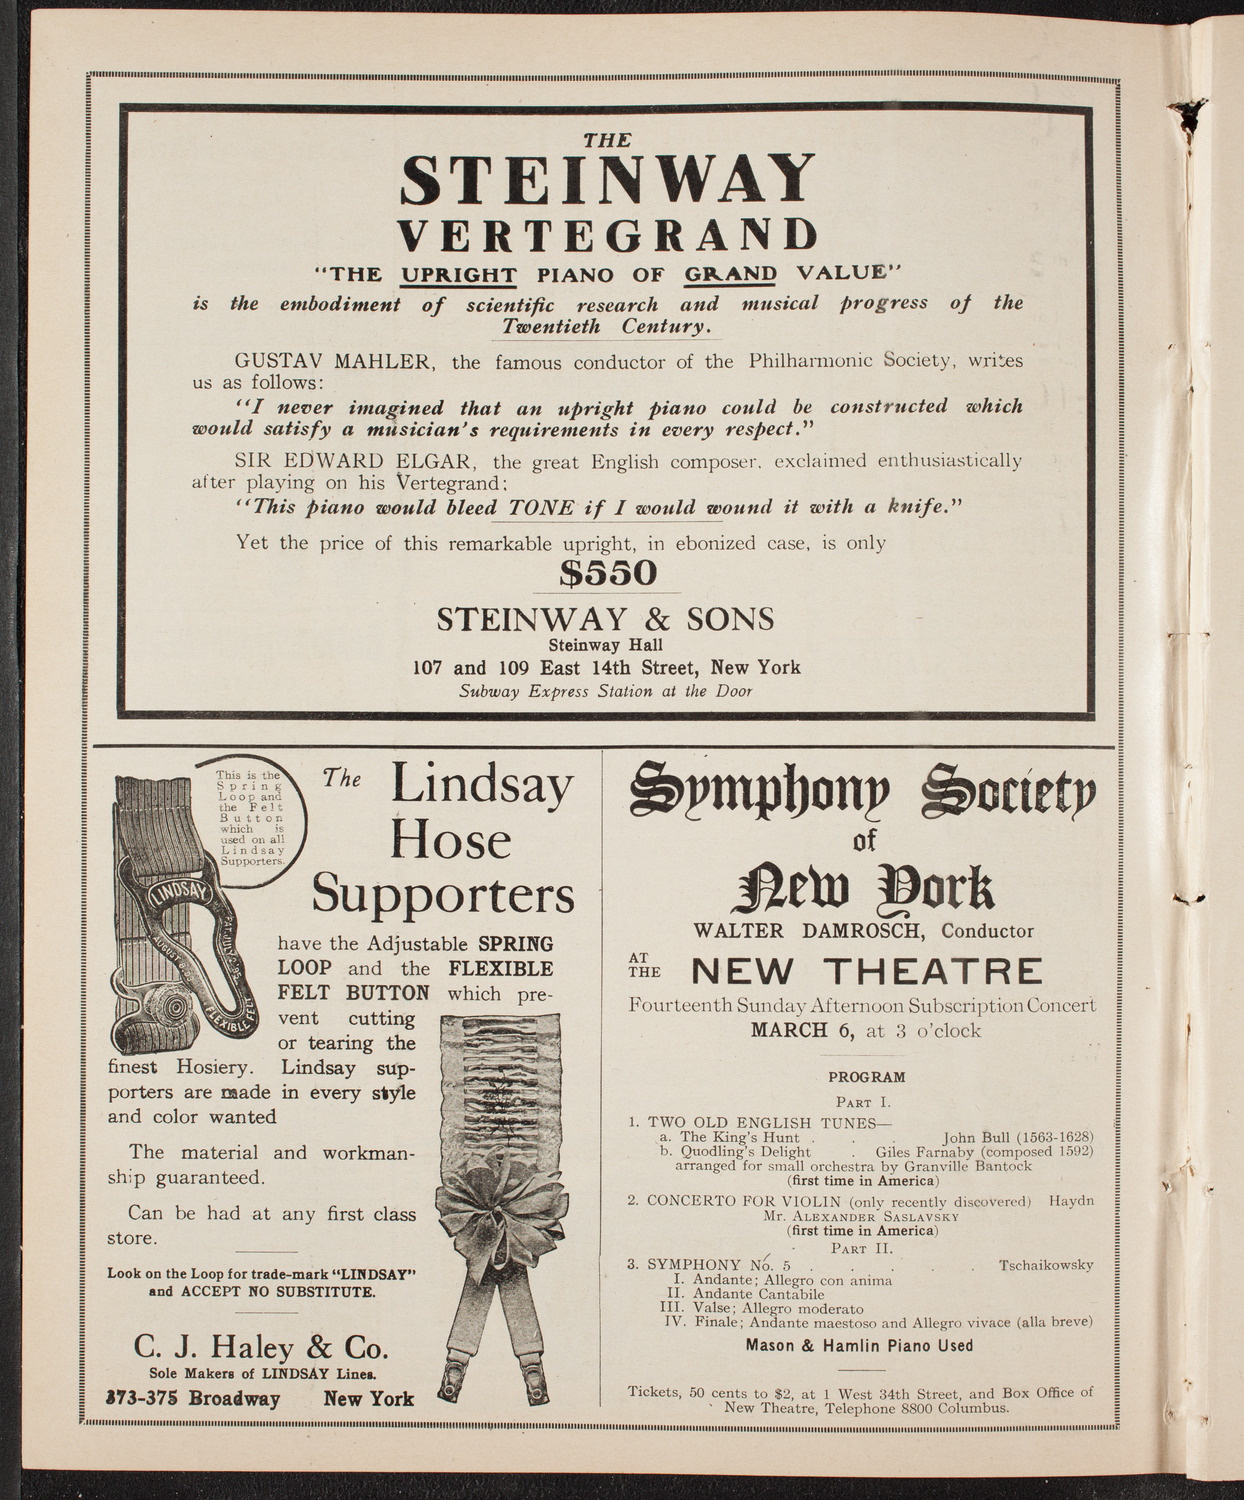 THE
STEINWAY
VERTEGRAND
"THE UPRIGHT PIANO OF GRAND VALUE"
is the embodiment of scientific research and musical progress of the
Twentieth Century.
GUSTAV MAHLER, the famous conductor of the Philharmonic Society, writes
us as follows:
"I never imagined that an upright piano could be constructed which
would satisfy a musician's requirements in every respect."
SIR EDWARD ELGAR, the great English composer, exclaimed enthusiastically
after playing on his Vertegrand:
"This piano would bleed TONE if I would wound it with a knife."
Yet the price of this remarkable upright, in ebonized case, is only
$550
STEINWAY & SONS
Steinway Hall
107 and 109 East 14th Street, New York
Subway Express Station at the Door
This is the
Spring
Loop and
the Felt
Button
which is
used on all
Lindsay
Supporters.
LINDSAY
FLEXIBLE FELT
The Lindsay
Hose
Supporters
have the Adjustable SPRING
LOOP and the FLEXIBLE
FELT BUTTON which pre-
vent cutting
or tearing the
finest Hosiery. Lindsay sup-
porters are made in every style
and color wanted
The material and workman-
ship guaranteed.
Can be had at any first class
store.
Look on the Loop for trade-mark "LINDSAY"
and ACCEPT NO SUBSTITUTE.
C. J. Haley & Co.
Sole Makers of LINDSAY Lines.
373-375 Broadway New York
Symphony Society
of
New York
WALTER DAMROSCH, Conductor
AT THE NEW THEATRE
Fourteenth Sunday Afternoon Subscription Concert
MARCH 6, at 3 o'clock
PROGRAM
PART I.
1. TWO OLD ENGLISH TUNES—
a. The King's Hunt . . . John Bull (1563-1628)
b. Quodling's Delight . Giles Farnaby (composed 1592)
arranged for small orchestra by Granville Bantock
(first time in America)
2. CONCERTO FOR VIOLIN (only recently discovered) Haydn
Mr. ALEXANDER SASLAVSKY
(first time in America)
PART II.
3. SYMPHONY No. 5 . . . . . Tschaikowsky
I. Andante; Allegro con anima
II. Andante Cantabile
III. Valse; Allegro moderato
IV. Finale; Andante maestoso and Allegro vivace (alla breve)
Mason & Hamlin Piano Used
Tickets, 50 cents to $2, at 1 West 34th Street, and Box Office of
New Theatre, Telephone 8800 Columbus.